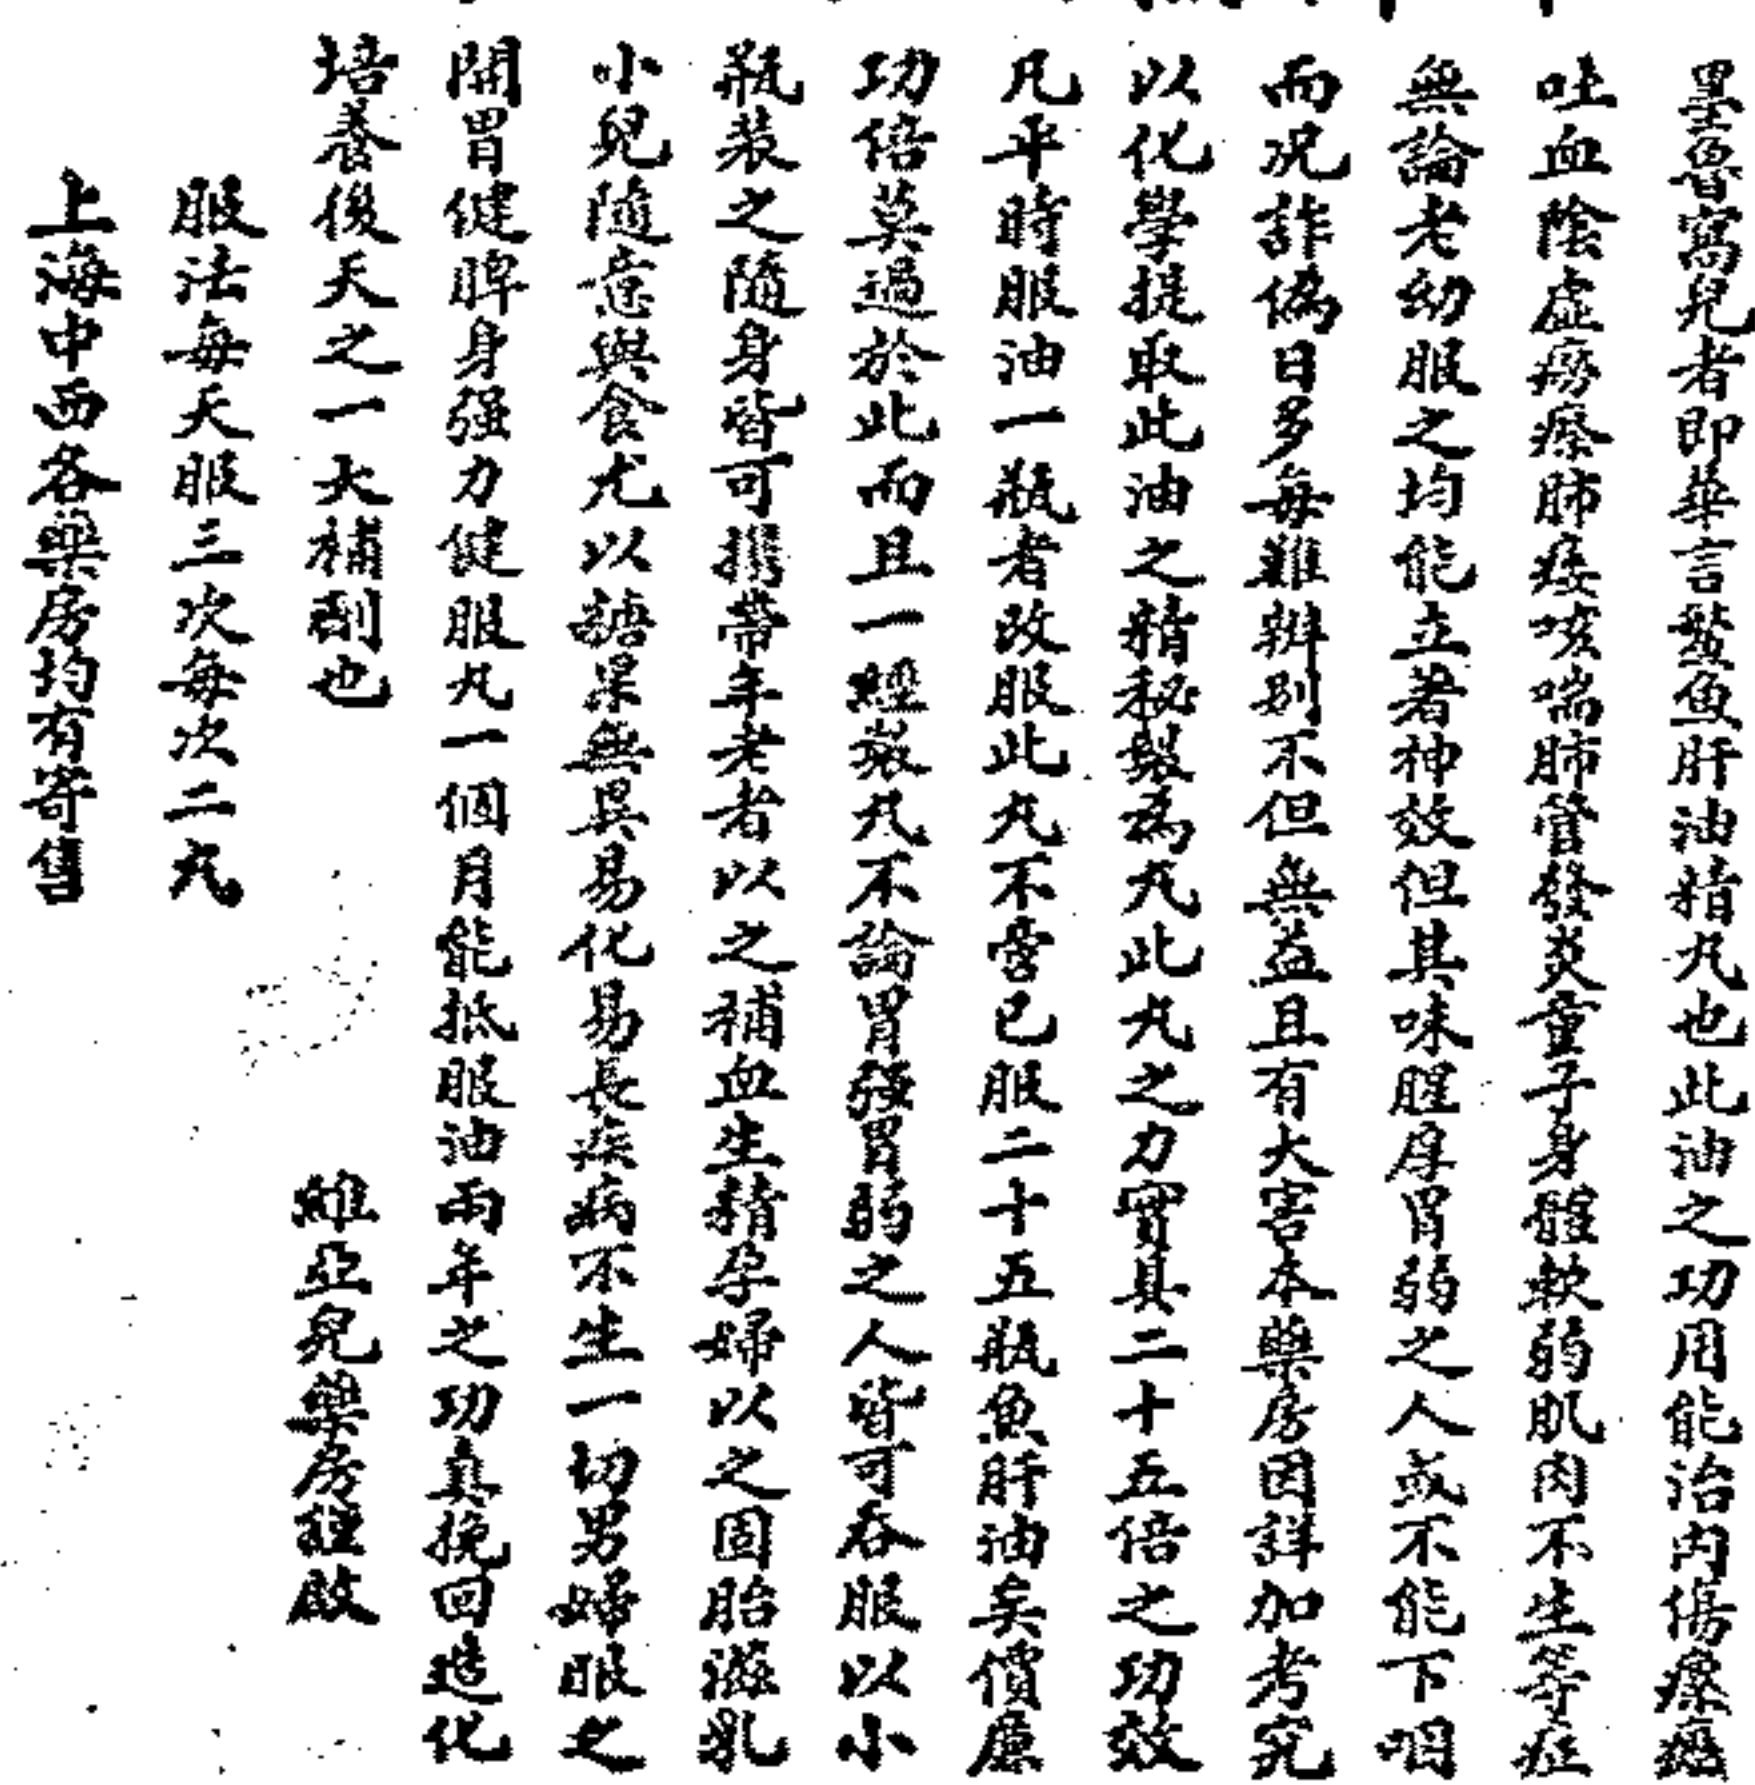 墨魯窩兒者即華言鰵魚肝油精丸也此油之功用能治內傷瘰癧
吐血陰虛癆瘵肺痿咳喘肺管發炎童子身體軟弱肌肉不生等症
無論老幼服之均能立著神效但其味腥厚胃弱之人或不能下咽
而况詐偽日多每難辨别不但無益且有大害本藥房因詳加考究
以化學提取此油之精秘製為丸此丸之力實具二十五倍之功效
凡平時服油一瓶者改服此丸不啻已服二十五瓶魚肝油矣價廉
功倍莫過於此而且一經製丸不論胃强胃弱之人皆可吞服以小
瓶裝之隨身皆可携帶年老者以之補血生精孕婦以之固胎滋乳
小兒隨意與食尤以糖果無異易化易長疾病不生一切男婦服之
開胃健脾身强力健服丸一個月能抵服油兩年之功真挽回造化
培養後天之一大補劑也
維亞兒藥房謹啟
服法每天服三次每次二丸
上海中西各藥房均有寄售